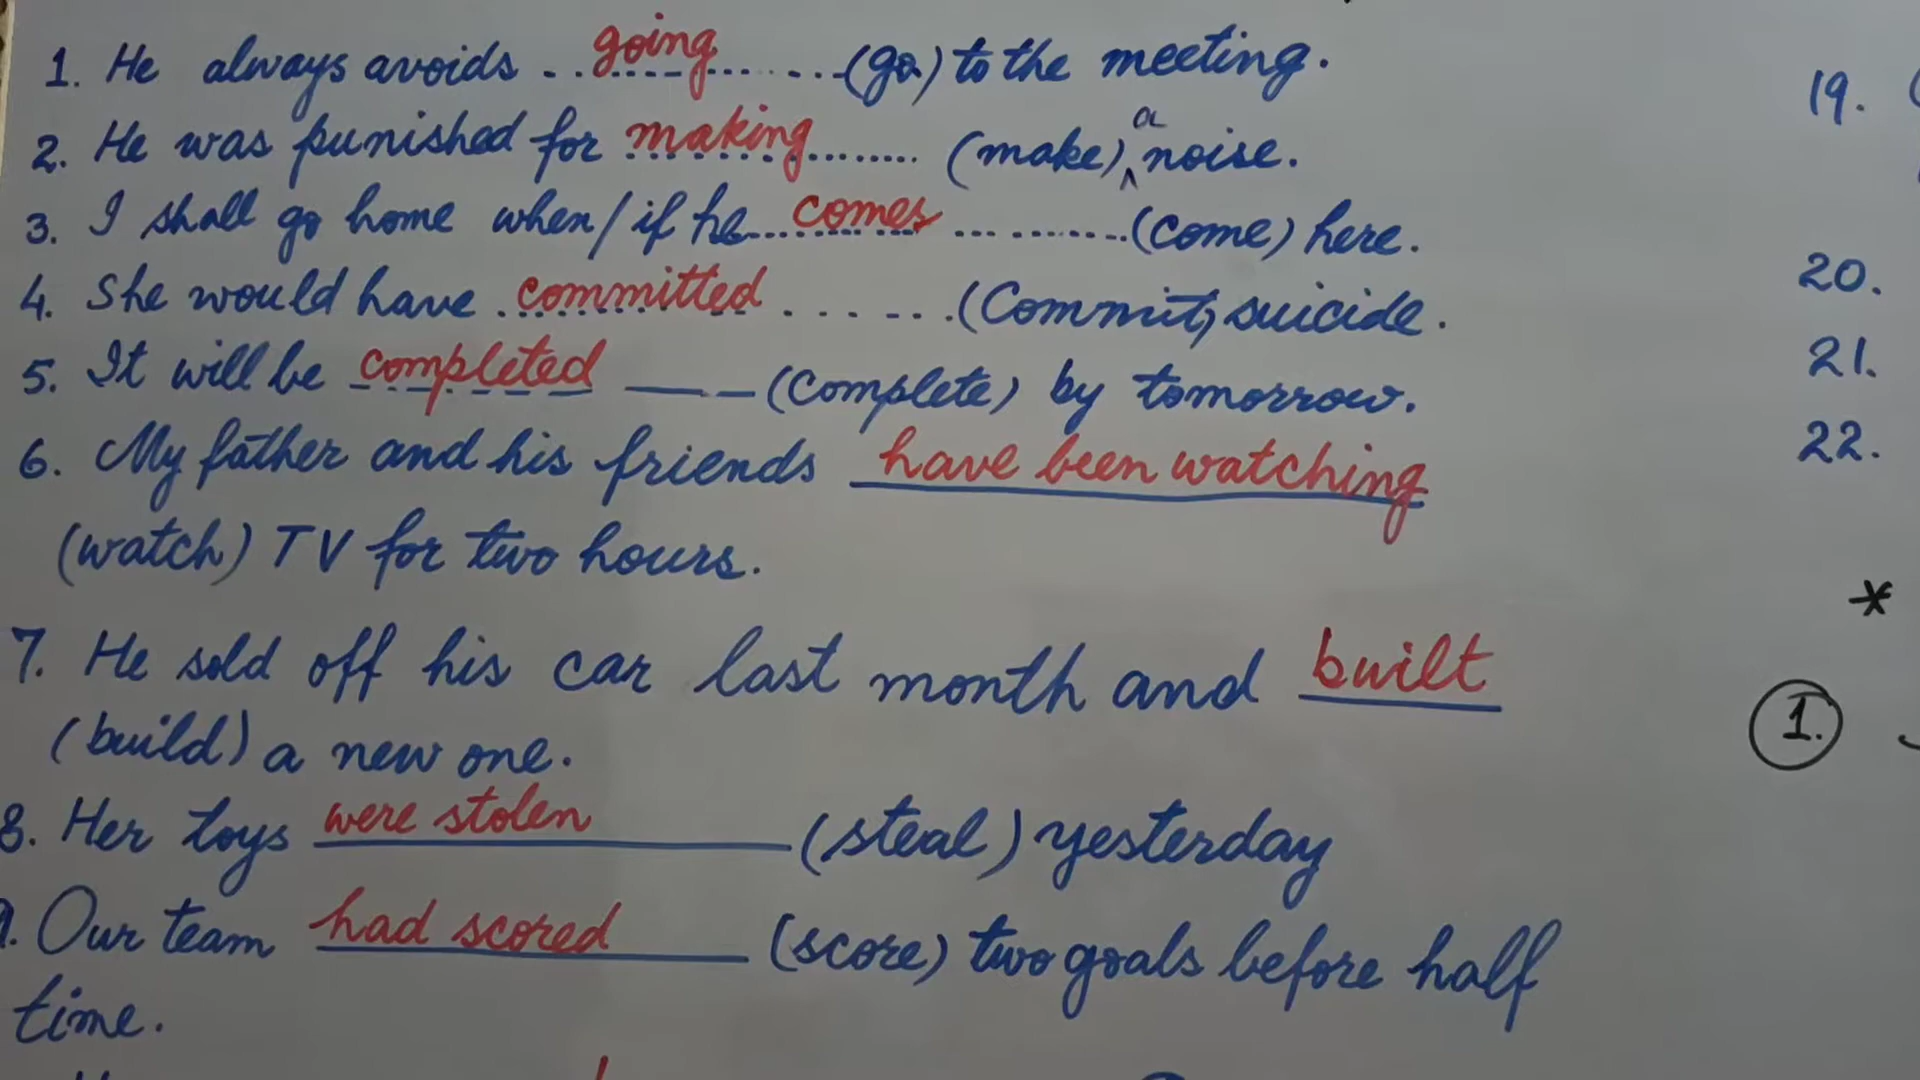 1. He always avoids ..going......(go) to the meeting.
2. He was punished for making....... (make) a noise.
3. I shall go home when/if he...comes.........(come) here.
4. She would have .committed.......(Commit) suicide.
5. It will be completed ———(Complete) by tomorrow.
6. My father and his friends have been watching
(watch) TV for two hours.
7. He sold off his car last month and built
(build) a new one.
8. Her toys were stolen (steal) yesterday
9. Our team had scored (score) two goals before half
time.
19.
20.
21.
22.
*
1.